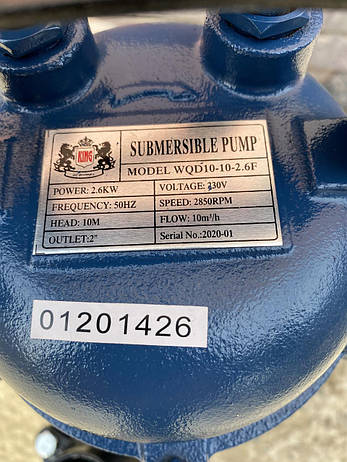 KING
SUBMERSIBLE PUMP
MODEL WQD10-10-2.6F
POWER: 2.6KW VOLTAGE: 230V
FREQUENCY: 50HZ SPEED: 2850RPM
HEAD: 10M FLOW: 10m³/h
OUTLET:2" Serial No.:2020-01
01201426